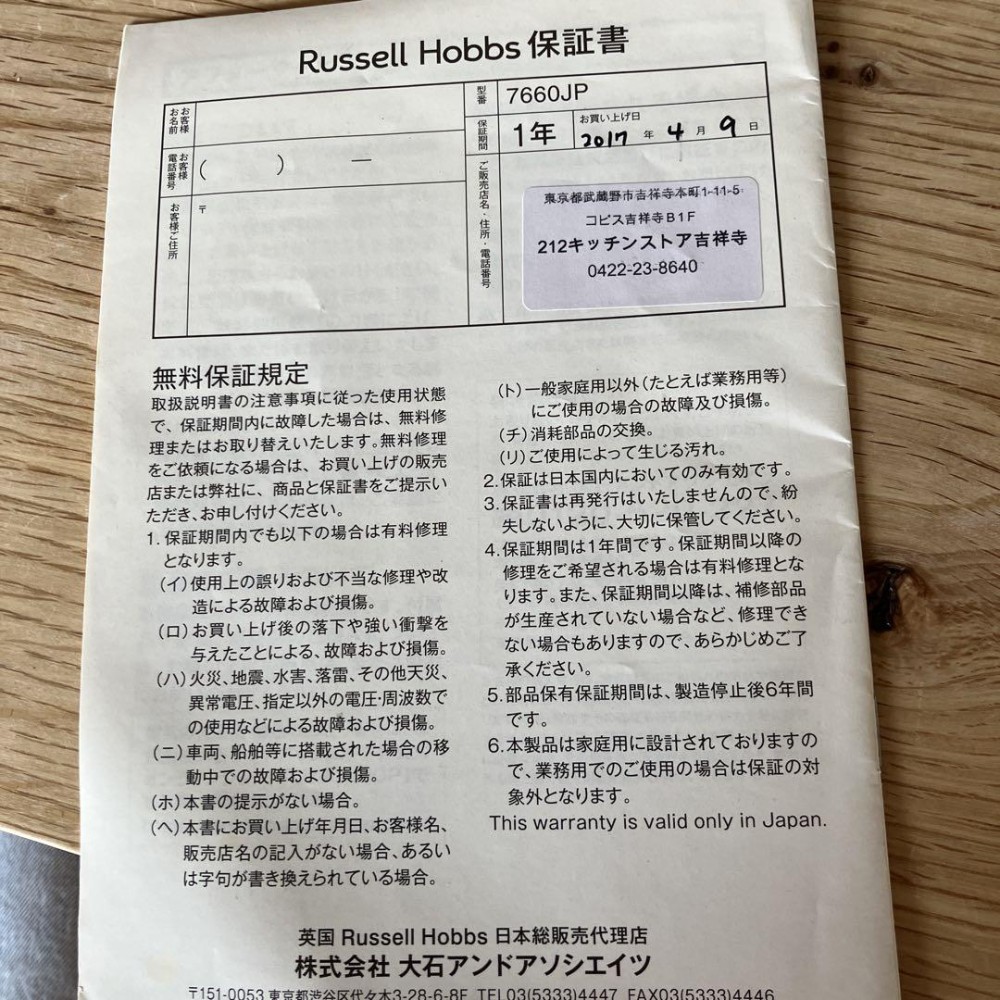 Russell Hobbs 保証書
お客様
お名前
お客様
電話番号
( ) ー
お客様ご住所
〒
型番
7660JP
保証期間
1年
お買い上げ日
2017 年 4 月 9 日
ご販売店名・住所・電話番号
東京都武蔵野市吉祥寺本町1-11-5
コピス吉祥寺B1F
212キッチンストア吉祥寺
0422-23-8640
無料保証規定
取扱説明書の注意事項に従った使用状態
で、保証期間内に故障した場合は、無料修
理またはお取り替えいたします。無料修理
をご依頼になる場合は、お買い上げの販売
店または弊社に、商品と保証書をご提示い
ただき、お申し付けください。
1. 保証期間内でも以下の場合は有料修理
となります。
(イ)使用上の誤りおよび不当な修理や改
造による故障および損傷。
(ロ)お買い上げ後の落下や強い衝撃を
与えたことによる、故障および損傷。
(ハ)火災、地震、水害、落雷、その他天災、
異常電圧、指定以外の電圧・周波数で
の使用などによる故障および損傷。
(ニ)車両、船舶等に搭載された場合の移
動中での故障および損傷。
(ホ)本書の提示がない場合。
(ヘ)本書にお買い上げ年月日、お客様名、
販売店名の記入がない場合、あるい
は字句が書き換えられている場合。
(ト)一般家庭用以外(たとえば業務用等)
にご使用の場合の故障及び損傷。
(チ)消耗部品の交換。
(リ)ご使用によって生じる汚れ。
2.保証は日本国内においてのみ有効です。
3.保証書は再発行はいたしませんので、紛
失しないように、大切に保管してください。
4.保証期間は1年間です。保証期間以降の
修理をご希望される場合は有料修理とな
ります。また、保証期間以降は、補修部品
が生産されていない場合など、修理でき
ない場合もありますので、あらかじめご了
承ください。
5.部品保有保証期間は、製造停止後6年間
です。
6.本製品は家庭用に設計されておりますの
で、業務用でのご使用の場合は保証の対
象外となります。
This warranty is valid only in Japan.
英国 Russell Hobbs 日本総販売代理店
株式会社 大石アンドアソシエイツ
〒151-0053 東京都渋谷区代々木3-28-6-8F TEL03(5333)4447 FAX03(5333)4446